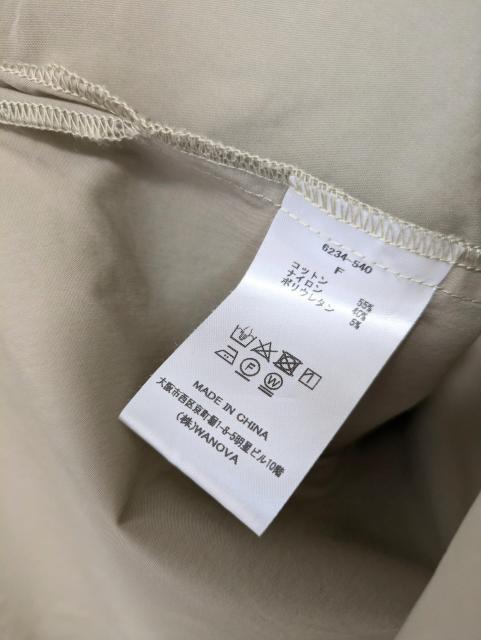 6234-540
F
コットン 55%
ナイロン 40%
ポリウレタン 5%
F W
MADE IN CHINA
大阪市西区京町堀1-8-5明星ビル10階
(株)WANOVA